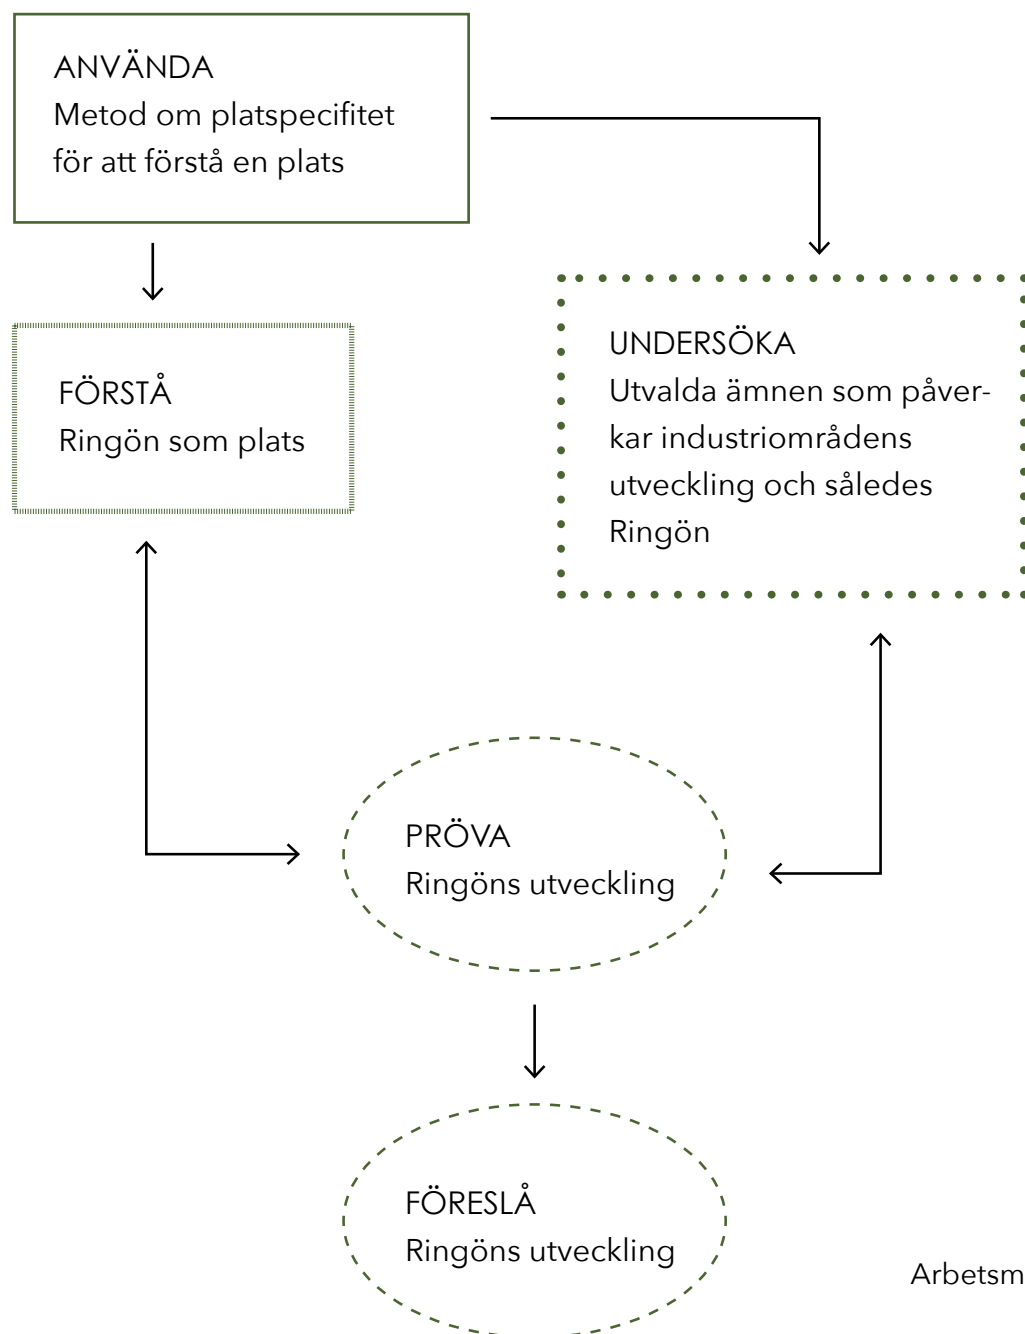 ANVÄNDA
Metod om platspecifitet
för att förstå en plats
FÖRSTÅ
Ringön som plats
UNDERSÖKA
Utvalda ämnen som påver-
kar industriområdens
utveckling och således
Ringön
PRÖVA
Ringöns utveckling
FÖRESLÅ
Ringöns utveckling
Arbetsm